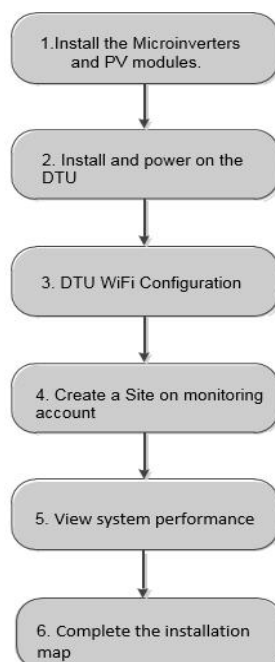 1.Install the Microinverters
and PV modules.
2. Install and power on the
DTU
3. DTU WiFi Configuration
4. Create a Site on monitoring
account
5. View system performance
6. Complete the installation
map